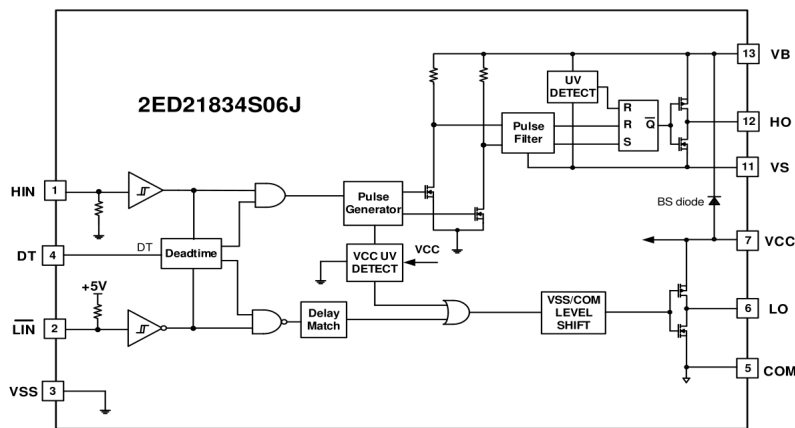 2ED21834S06J
13 VB
UV
DETECT
R
R
S
Q̅
Pulse
Filter
12 HO
11 VS
HIN 1
Pulse
Generator
BS diode
DT 4
DT
Deadtime
VCC UV
DETECT
VCC
7 VCC
+5V
L̅I̅N̅ 2
Delay
Match
VSS/COM
LEVEL
SHIFT
6 LO
VSS 3
5 COM